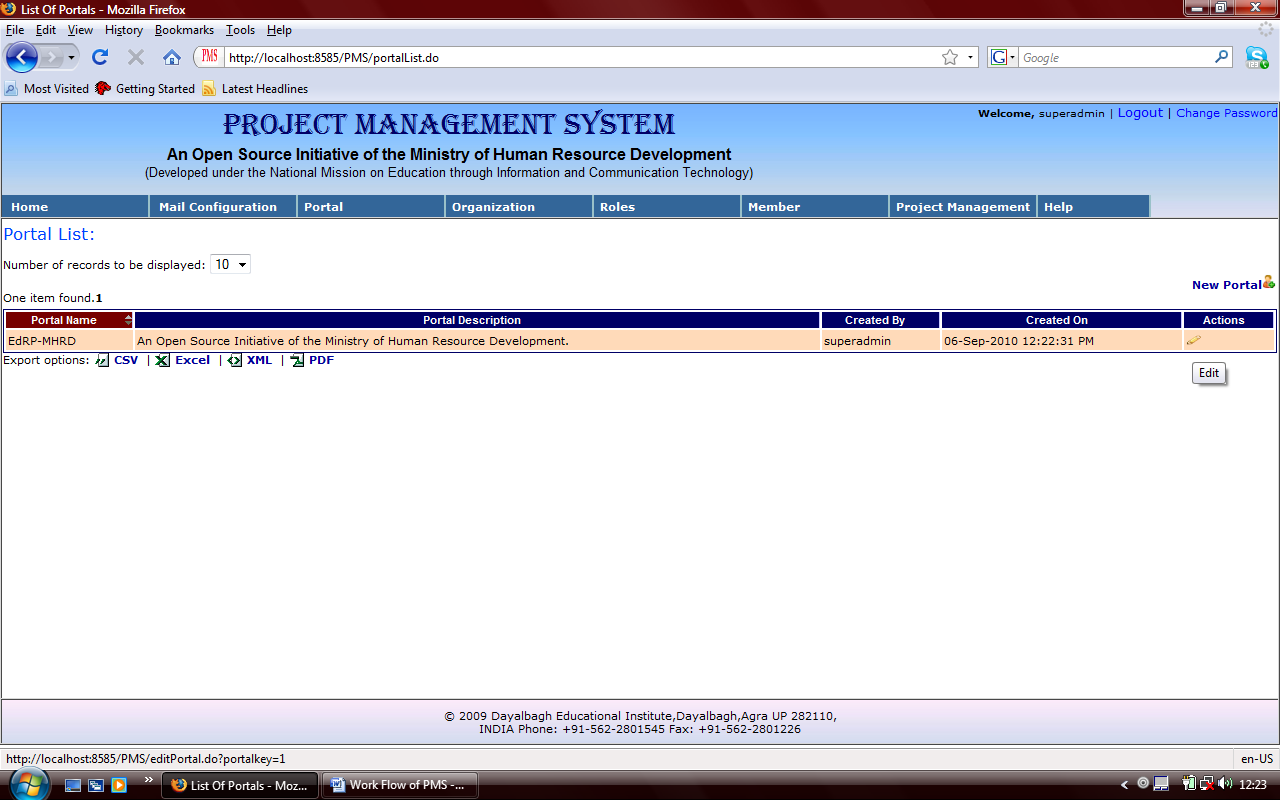 List Of Portals - Mozilla Firefox
File Edit View History Bookmarks Tools Help
PMS http://localhost:8585/PMS/portalList.do G Google
Most Visited Getting Started Latest Headlines
Welcome, superadmin | Logout | Change Password
PROJECT MANAGEMENT SYSTEM
An Open Source Initiative of the Ministry of Human Resource Development
(Developed under the National Mission on Education through Information and Communication Technology)
Home Mail Configuration Portal Organization Roles Member Project Management Help
Portal List:
Number of records to be displayed: 10
New Portal
One item found.1
Portal Name Portal Description Created By Created On Actions
EdRP-MHRD An Open Source Initiative of the Ministry of Human Resource Development. superadmin 06-Sep-2010 12:22:31 PM
Export options: CSV | Excel | XML | PDF
Edit
© 2009 Dayalbagh Educational Institute,Dayalbagh,Agra UP 282110,
INDIA Phone: +91-562-2801545 Fax: +91-562-2801226
http://localhost:8585/PMS/editPortal.do?portalkey=1 en-US
» List Of Portals - Moz... Work Flow of PMS -... < 12:23